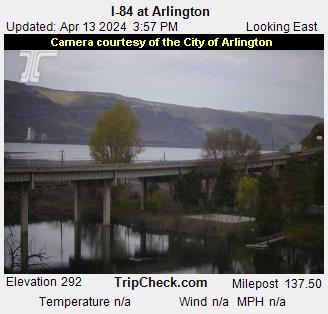 I-84 at Arlington
Updated: Apr 13 2024 3:57 PM Looking East
Camera courtesy of the City of Arlington
Elevation 292 TripCheck.com Milepost 137.50
Temperature n/a Wind n/a MPH n/a